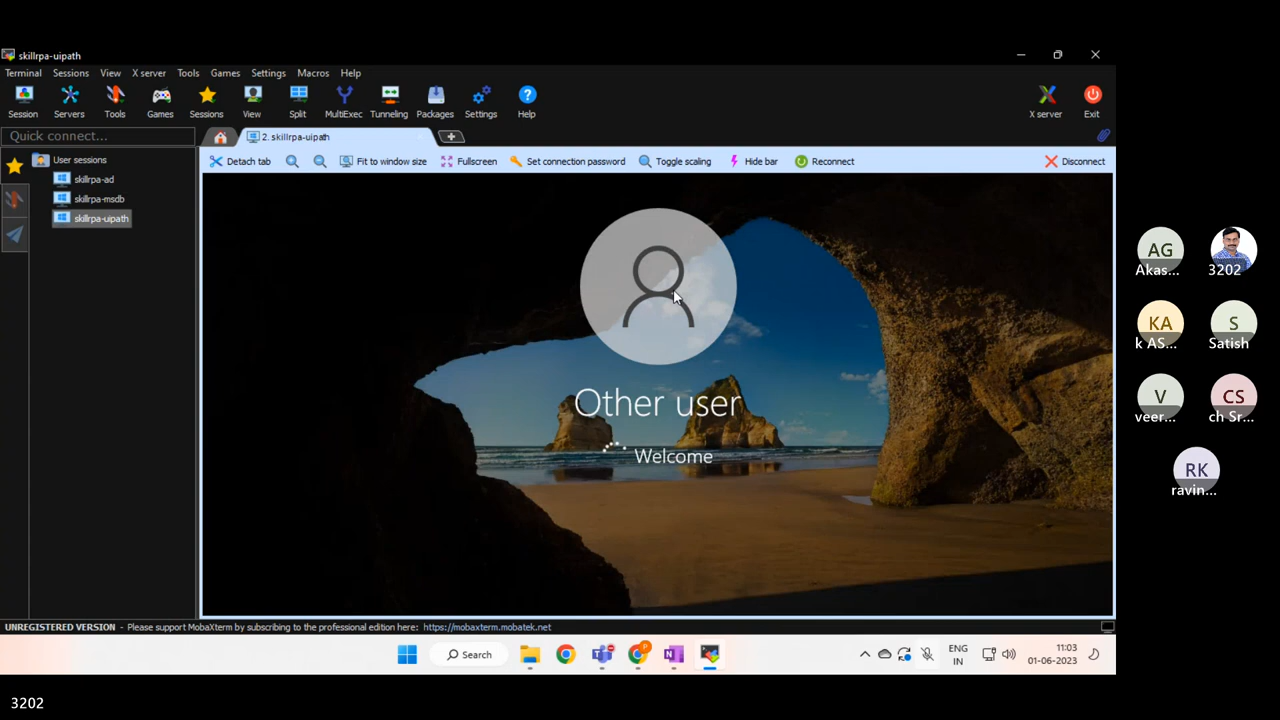 skillrpa-uipath
Terminal Sessions View X server Tools Games Settings Macros Help
Session Servers Tools Games Sessions View Split MultiExec Tunneling Packages Settings Help X server Exit
Quick connect...
2. skillrpa-uipath
Detach tab Fit to window size Fullscreen Set connection password Toggle scaling Hide bar Reconnect Disconnect
User sessions
skillrpa-ad
skillrpa-msdb
skillrpa-uipath
Other user
Welcome
AG
Akas...
3202
KA
k AS...
S
Satish
V
veer...
CS
ch Sr...
RK
ravin...
UNREGISTERED VERSION - Please support MobaXterm by subscribing to the professional edition here: https://mobaxterm.mobatek.net
Search
ENG
IN
11:03
01-06-2023
3202